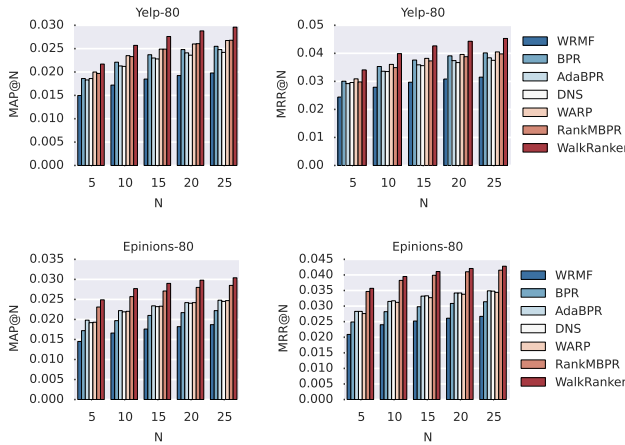 Yelp-80
MAP@N
0.030
0.025
0.020
0.015
0.010
0.005
0.000
5 10 15 20 25
N
Yelp-80
MRR@N
0.05
0.04
0.03
0.02
0.01
0.00
5 10 15 20 25
N
WRMF
BPR
AdaBPR
DNS
WARP
RankMBPR
WalkRanker
Epinions-80
MAP@N
0.035
0.030
0.025
0.020
0.015
0.010
0.005
0.000
5 10 15 20 25
N
Epinions-80
MRR@N
0.045
0.040
0.035
0.030
0.025
0.020
0.015
0.010
0.005
0.000
5 10 15 20 25
N
WRMF
BPR
AdaBPR
DNS
WARP
RankMBPR
WalkRanker